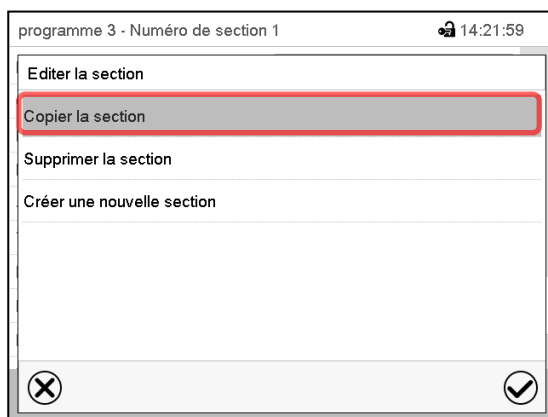 programme 3 - Numéro de section 1 14:21:59
Editer la section
Copier la section
Supprimer la section
Créer une nouvelle section